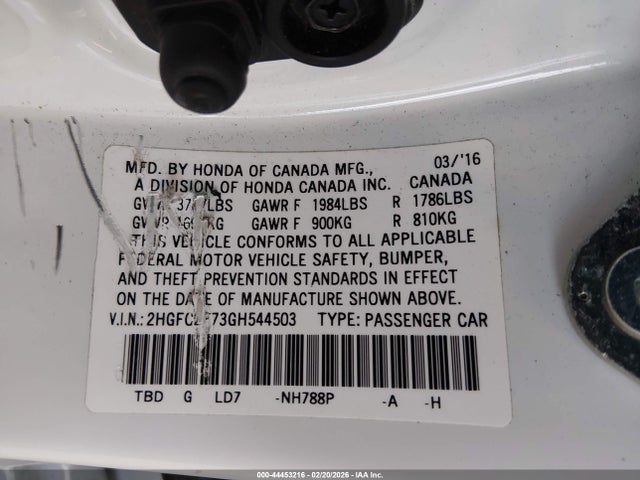 MFD. BY HONDA OF CANADA MFG., 03/'16
A DIVISION OF HONDA CANADA INC. CANADA
GAWR F 1984LBS R 1786LBS
GAWR F 900KG R 810KG
THIS VEHICLE CONFORMS TO ALL APPLICABLE
FEDERAL MOTOR VEHICLE SAFETY, BUMPER,
AND THEFT PREVENTION STANDARDS IN EFFECT
ON THE DATE OF MANUFACTURE SHOWN ABOVE.
V.I.N.: TYPE: PASSENGER CAR
TBD G LD7 -NH788P -A -H
000-44453216 | 02/20/2026 | IAA Inc.